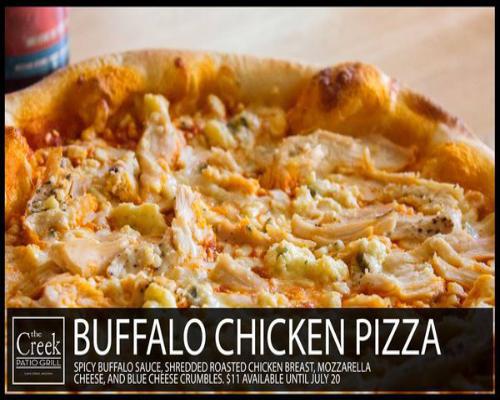 BUFFALO CHICKEN PIZZA
the
Creek
PATIO GRILL
SPICY BUFFALO SAUCE, SHREDDED ROASTED CHICKEN BREAST, MOZZARELLA
CHEESE, AND BLUE CHEESE CRUMBLES. $11 AVAILABLE UNTIL JULY 20